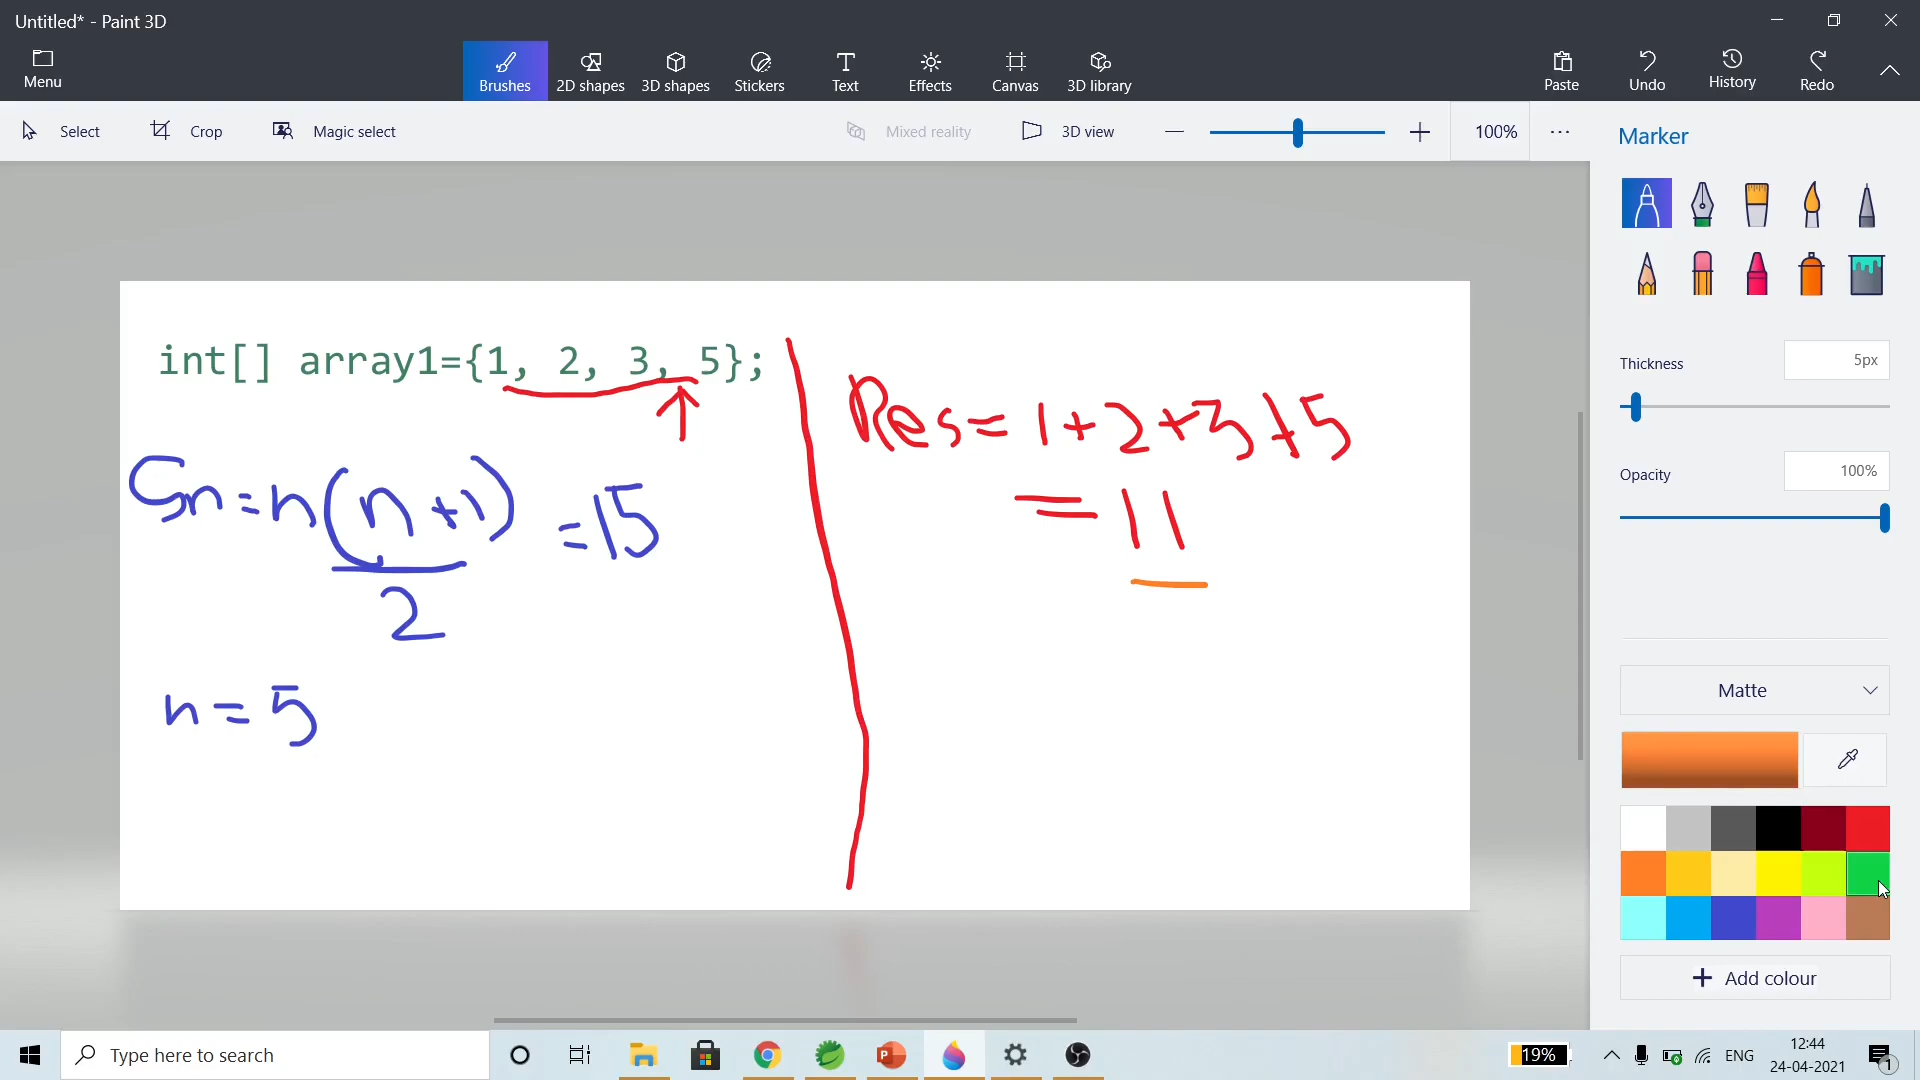 Untitled* - Paint 3D
Menu
Brushes
2D shapes
3D shapes
Stickers
Text
Effects
Canvas
3D library
Paste
Undo
History
Redo
Select
Crop
Magic select
Mixed reality
3D view
100%
Marker
Thickness
5px
Opacity
100%
Matte
Add colour
int[] array1={1, 2, 3, 5};
Sn=n(n+1)
2
=15
n=5
Res=1+2+3+5
=11
Type here to search
19%
ENG
12:44
24-04-2021
1